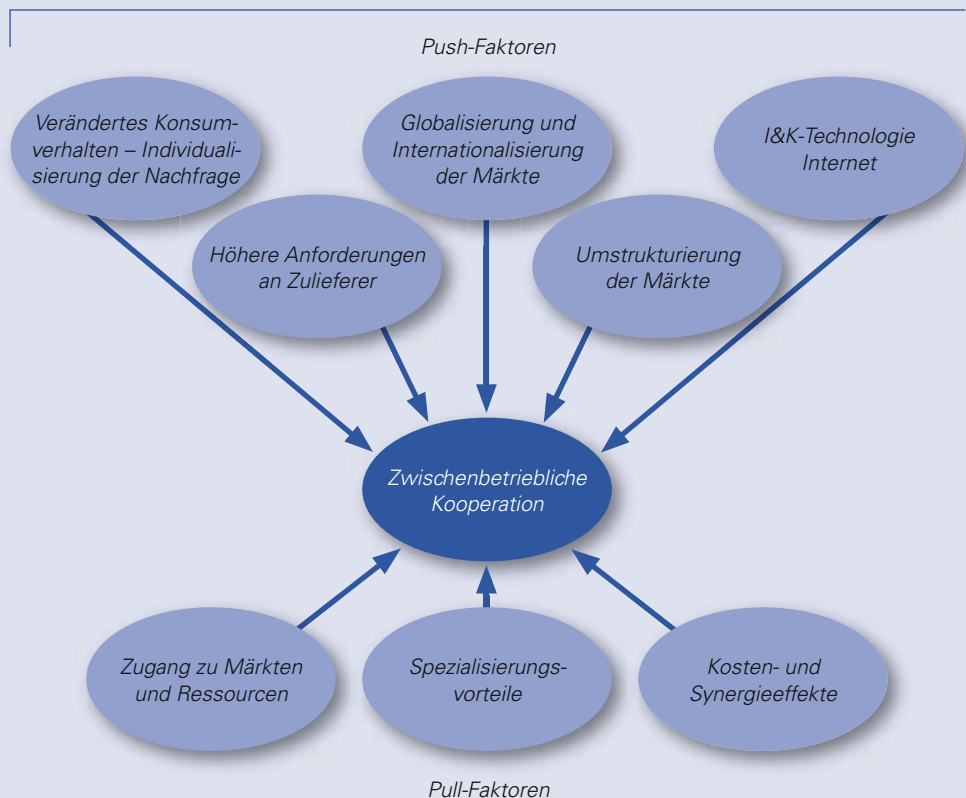 Push-Faktoren
Verändertes Konsum-
verhalten – Individuali-
sierung der Nachfrage
Globalisierung und
Internationalisierung
der Märkte
I&K-Technologie
Internet
Höhere Anforderungen
an Zulieferer
Umstrukturierung
der Märkte
Zwischenbetriebliche
Kooperation
Zugang zu Märkten
und Ressourcen
Spezialisierungs-
vorteile
Kosten- und
Synergieeffekte
Pull-Faktoren